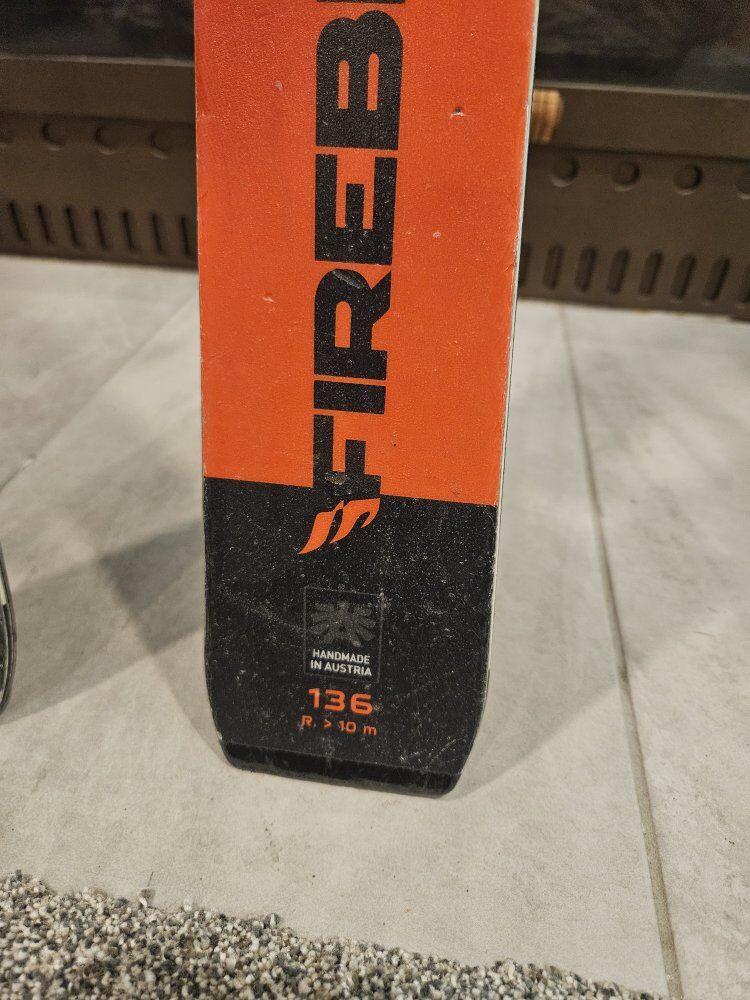 FIREB
HANDMADE
IN AUSTRIA
136
R. > 10 m